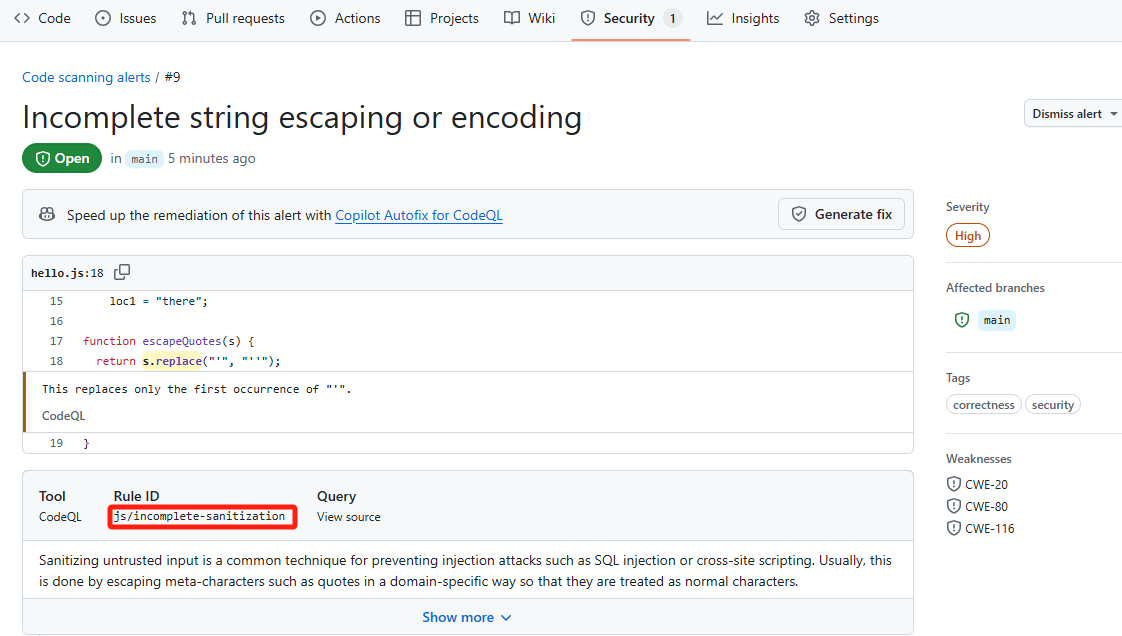 Code Issues Pull requests Actions Projects Wiki Security 1 Insights Settings
Code scanning alerts / #9
Incomplete string escaping or encoding
Dismiss alert
Open in main 5 minutes ago
Speed up the remediation of this alert with Copilot Autofix for CodeQL
Generate fix
Severity
High
Affected branches
main
Tags
correctness security
Weaknesses
CWE-20
CWE-80
CWE-116
hello.js:18
15 loc1 = "there";
16
17 function escapeQuotes(s) {
18 return s.replace("'", "''");
This replaces only the first occurrence of "'".
CodeQL
19 }
Tool Rule ID Query
CodeQL js/incomplete-sanitization View source
Sanitizing untrusted input is a common technique for preventing injection attacks such as SQL injection or cross-site scripting. Usually, this
is done by escaping meta-characters such as quotes in a domain-specific way so that they are treated as normal characters.
Show more